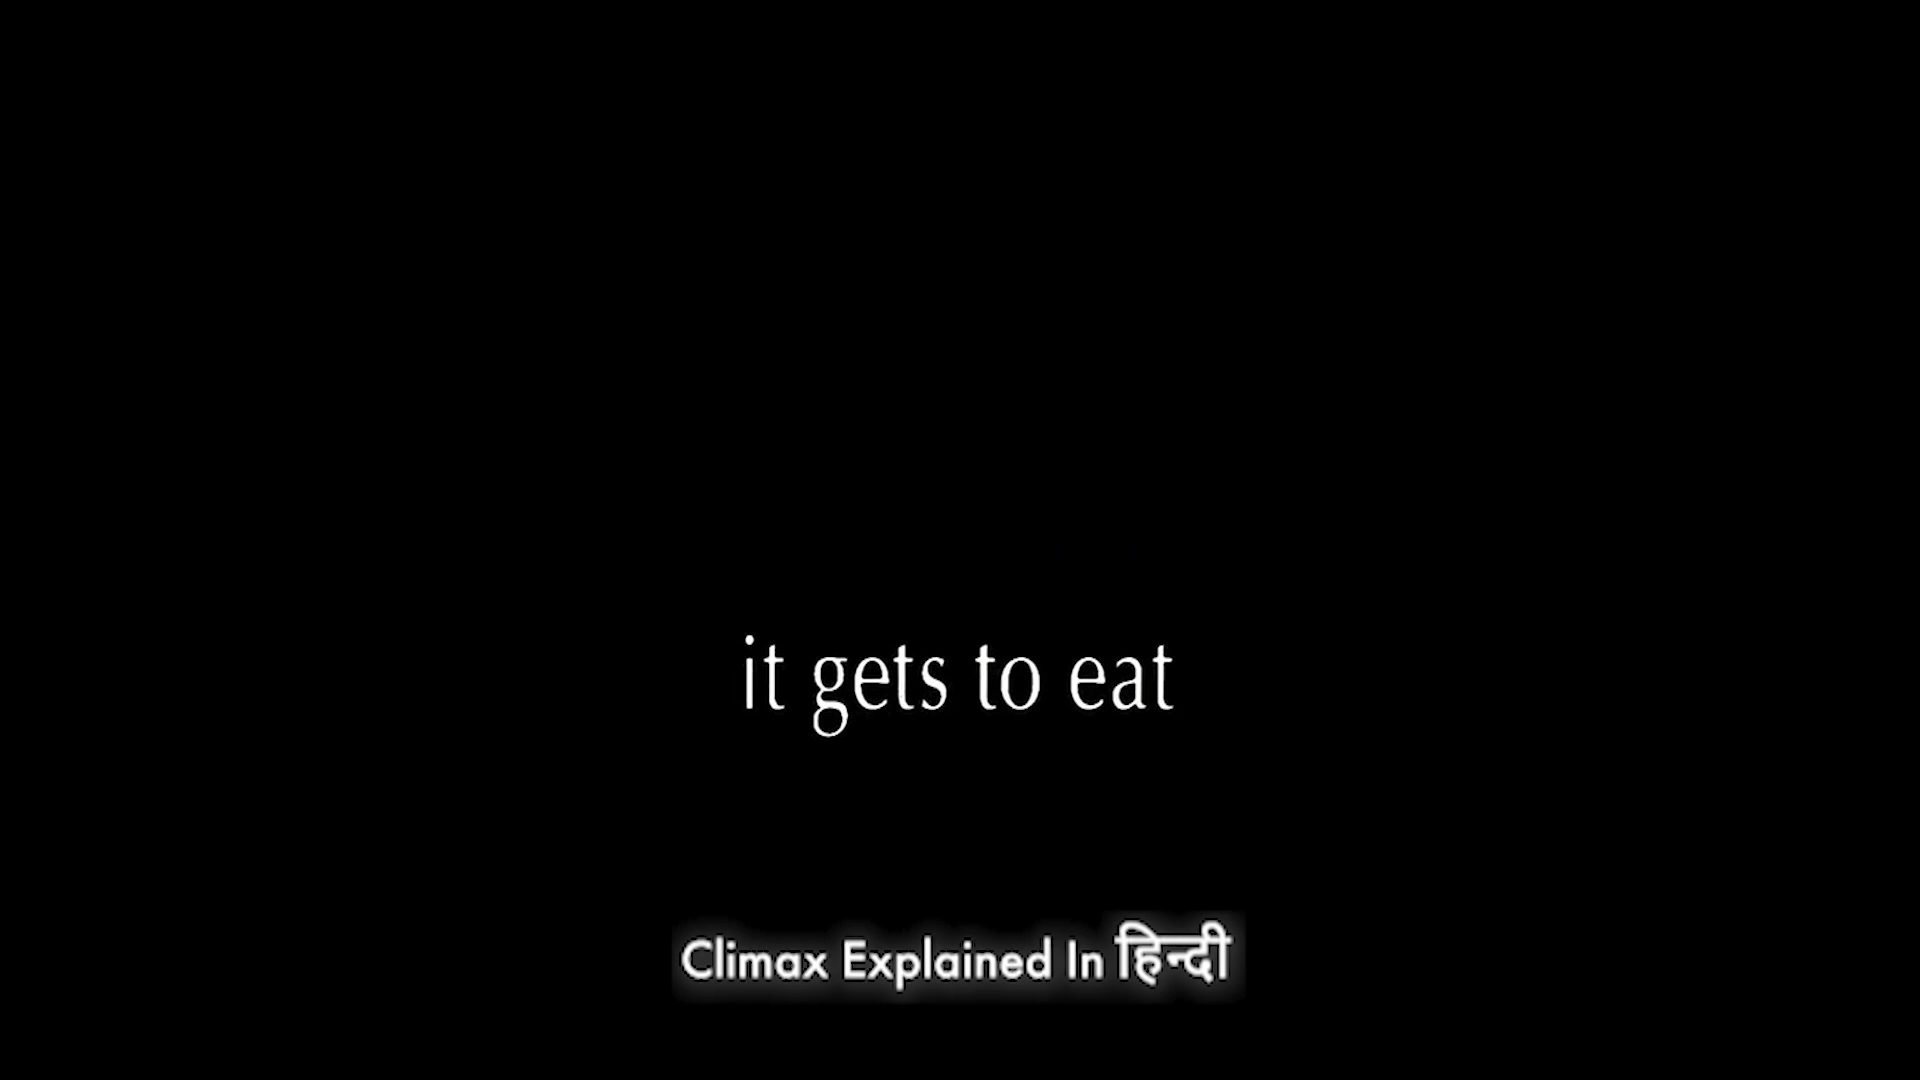 it gets to eat
Climax Explained In हिन्दी